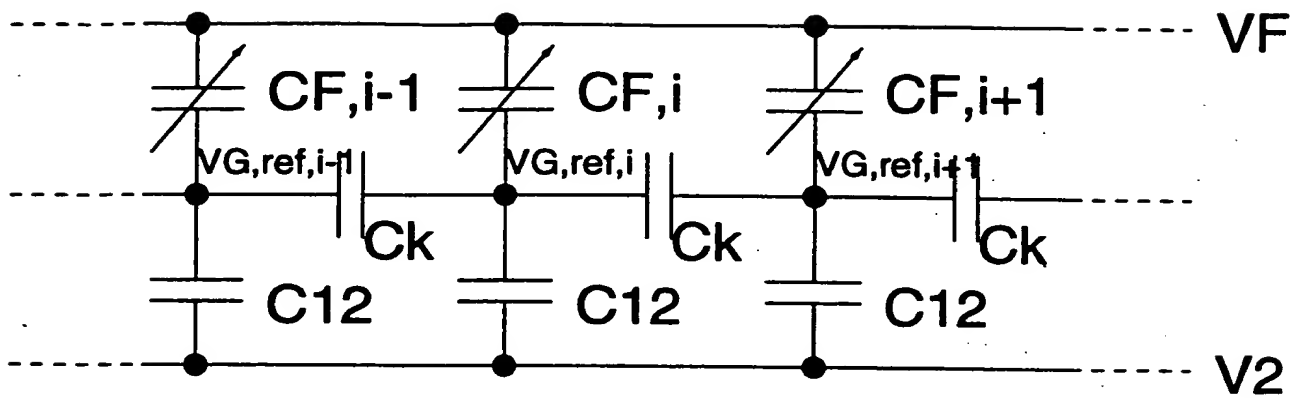 VF
CF,i-1 CF,i CF,i+1
VG,ref,i-1 VG,ref,i VG,ref,i+1
Ck Ck Ck
C12 C12 C12
V2